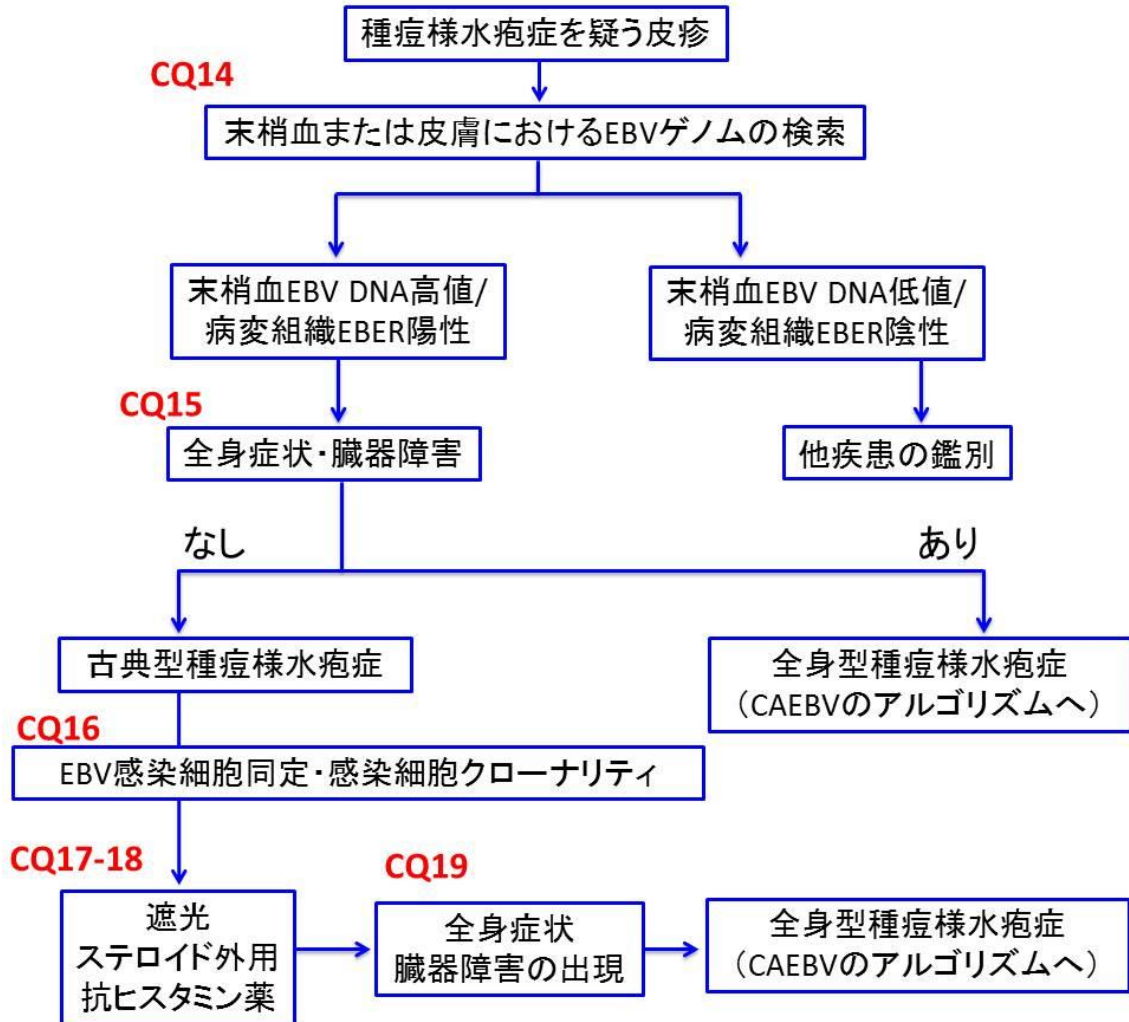 種痘様水疱症を疑う皮疹
CQ14
末梢血または皮膚におけるEBVゲノムの検索
末梢血EBV DNA高値/
病変組織EBER陽性
末梢血EBV DNA低値/
病変組織EBER陰性
CQ15
全身症状・臓器障害
他疾患の鑑別
なし
あり
古典型種痘様水疱症
全身型種痘様水疱症
（CAEBVのアルゴリズムへ）
CQ16
EBV感染細胞同定・感染細胞クローナリティ
CQ17-18
CQ19
遮光
ステロイド外用
抗ヒスタミン薬
全身症状
臓器障害の出現
全身型種痘様水疱症
（CAEBVのアルゴリズムへ）